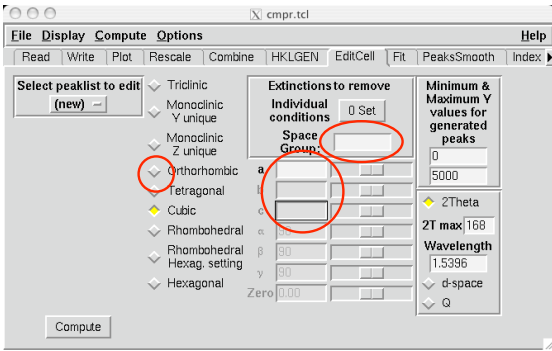 cmpr.tcl
File Display Compute Options Help
Read Write Plot Rescale Combine HKLGEN EditCell Fit PeaksSmooth Index
Select peaklist to edit
(new)
Triclinic
Monoclinic
Y unique
Monoclinic
Z unique
Orthorhombic
Tetragonal
Cubic
Rhombohedral
Rhombohedral
Hexag. setting
Hexagonal
Extinctions to remove
Individual
conditions
0 Set
Space
Group:
a
b
c
α 90
β 90
γ 90
Zero 0.00
Minimum &
Maximum Y
values for
generated
peaks
0
5000
2Theta
2T max 168
Wavelength
1.5396
d-space
Q
Compute